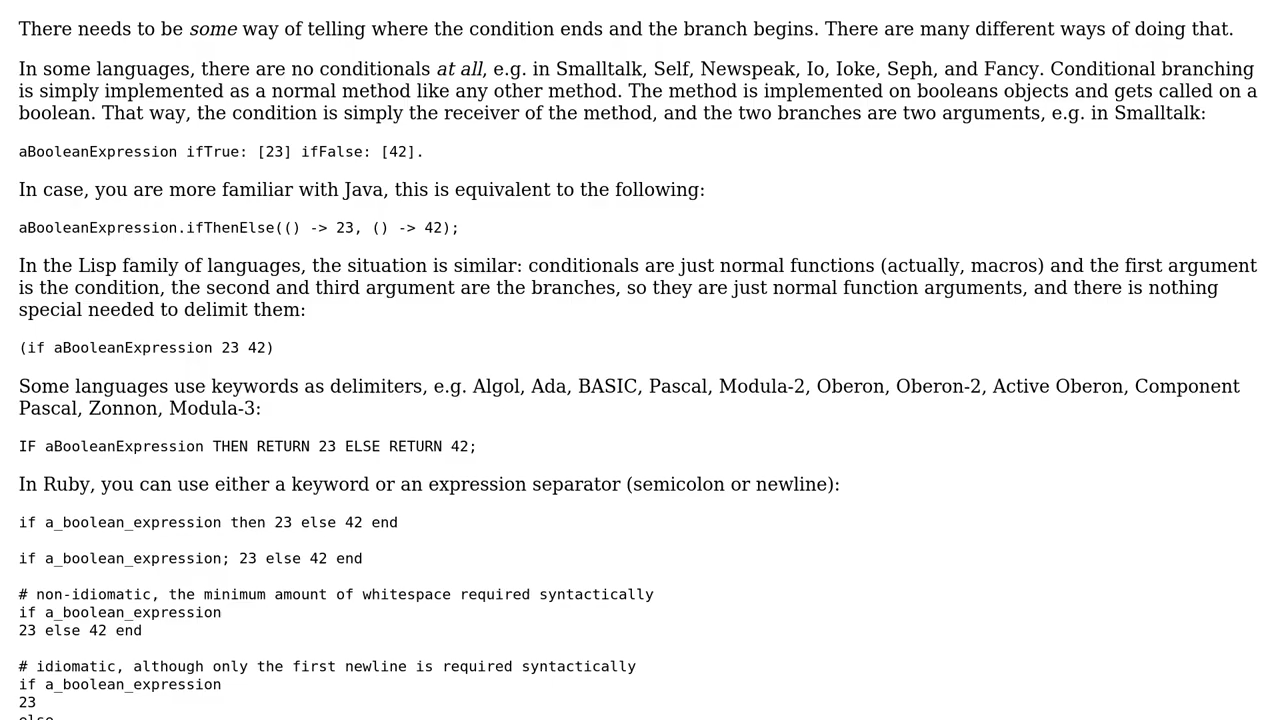 There needs to be some way of telling where the condition ends and the branch begins. There are many different ways of doing that.
In some languages, there are no conditionals at all, e.g. in Smalltalk, Self, Newspeak, Io, Ioke, Seph, and Fancy. Conditional branching
is simply implemented as a normal method like any other method. The method is implemented on booleans objects and gets called on a
boolean. That way, the condition is simply the receiver of the method, and the two branches are two arguments, e.g. in Smalltalk:
aBooleanExpression ifTrue: [23] ifFalse: [42].
In case, you are more familiar with Java, this is equivalent to the following:
aBooleanExpression.ifThenElse(() -> 23, () -> 42);
In the Lisp family of languages, the situation is similar: conditionals are just normal functions (actually, macros) and the first argument
is the condition, the second and third argument are the branches, so they are just normal function arguments, and there is nothing
special needed to delimit them:
(if aBooleanExpression 23 42)
Some languages use keywords as delimiters, e.g. Algol, Ada, BASIC, Pascal, Modula-2, Oberon, Oberon-2, Active Oberon, Component
Pascal, Zonnon, Modula-3:
IF aBooleanExpression THEN RETURN 23 ELSE RETURN 42;
In Ruby, you can use either a keyword or an expression separator (semicolon or newline):
if a_boolean_expression then 23 else 42 end
if a_boolean_expression; 23 else 42 end
# non-idiomatic, the minimum amount of whitespace required syntactically
if a_boolean_expression
23 else 42 end
# idiomatic, although only the first newline is required syntactically
if a_boolean_expression
23
else